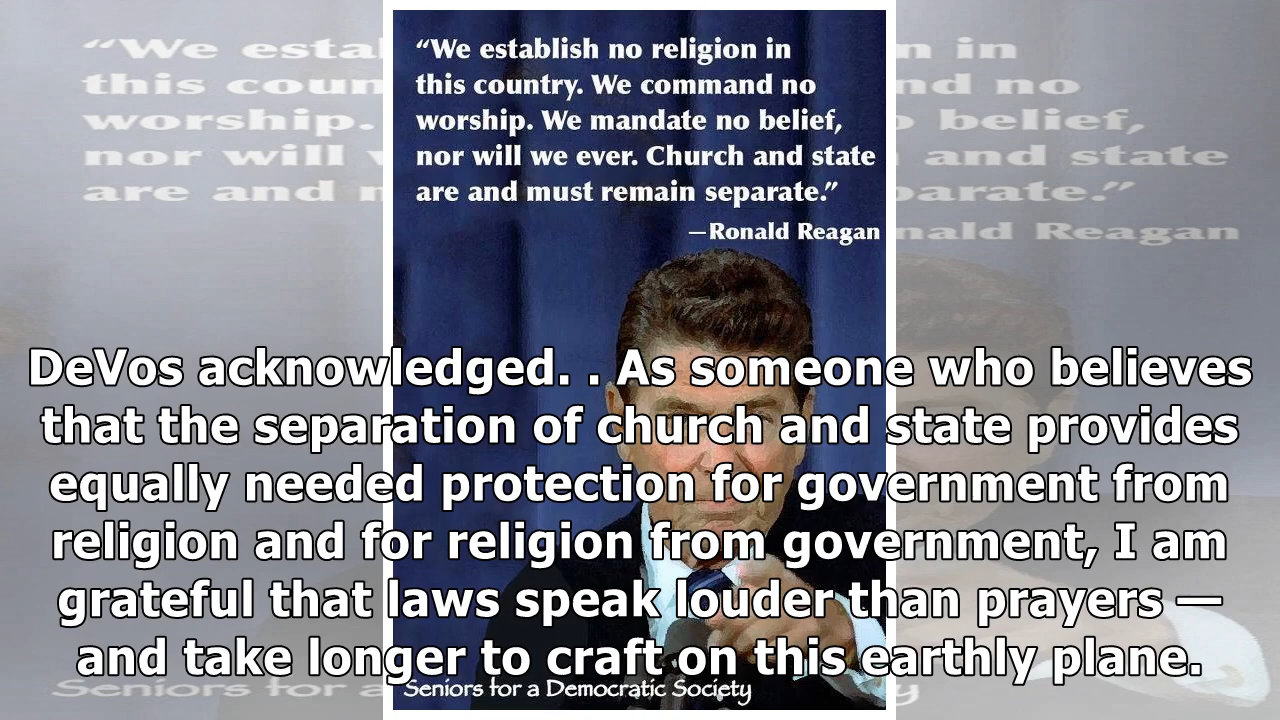 “We establish no religion in
this country. We command no
worship. We mandate no belief,
nor will we ever. Church and state
are and must remain separate.”
—Ronald Reagan
DeVos acknowledged. . As someone who believes
that the separation of church and state provides
equally needed protection for government from
religion and for religion from government, I am
grateful that laws speak louder than prayers —
and take longer to craft on this earthly plane.
Seniors for a Democratic Society